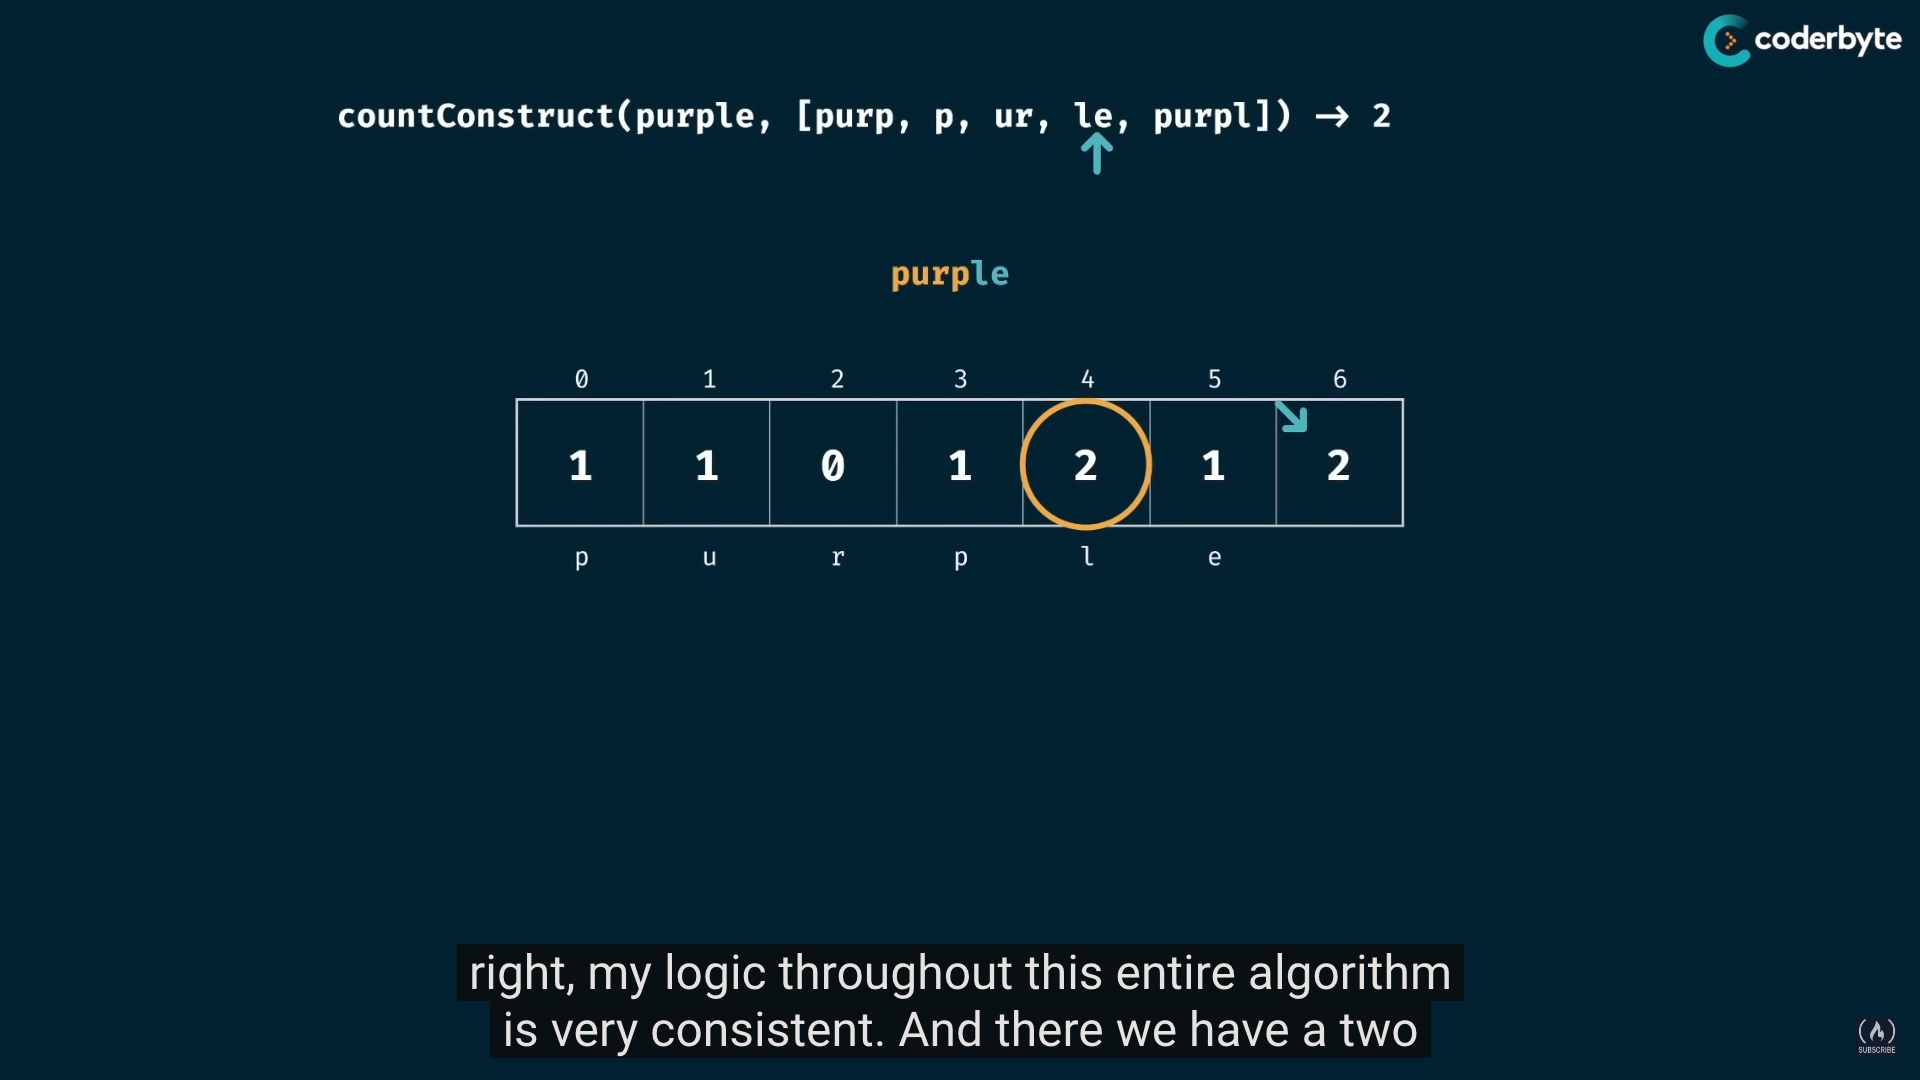 coderbyte
countConstruct(purple, [purp, p, ur, le, purpl]) → 2
purple
0 1 2 3 4 5 6
1 1 0 1 2 1 2
p u r p l e
right, my logic throughout this entire algorithm
is very consistent. And there we have a two
SUBSCRIBE